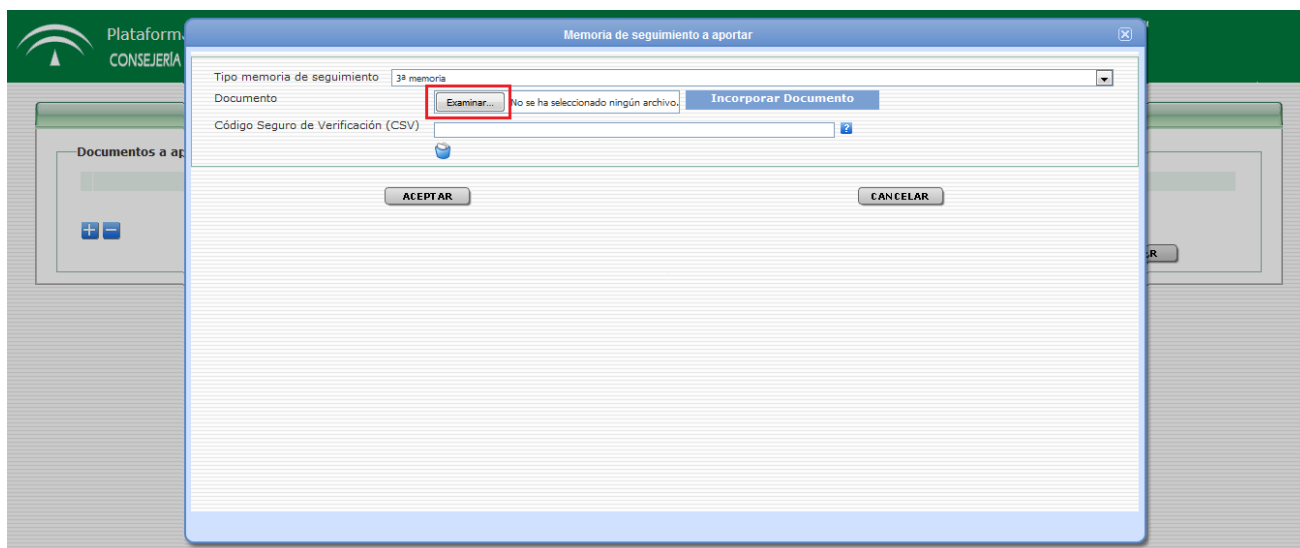 Plataform
CONSEJERÍA
Memoria de seguimiento a aportar
Tipo memoria de seguimiento 3ª memoria
Documento Examinar... No se ha seleccionado ningún archivo. Incorporar Documento
Código Seguro de Verificación (CSV) ?
Documentos a ap
ACEPTAR CANCELAR
R